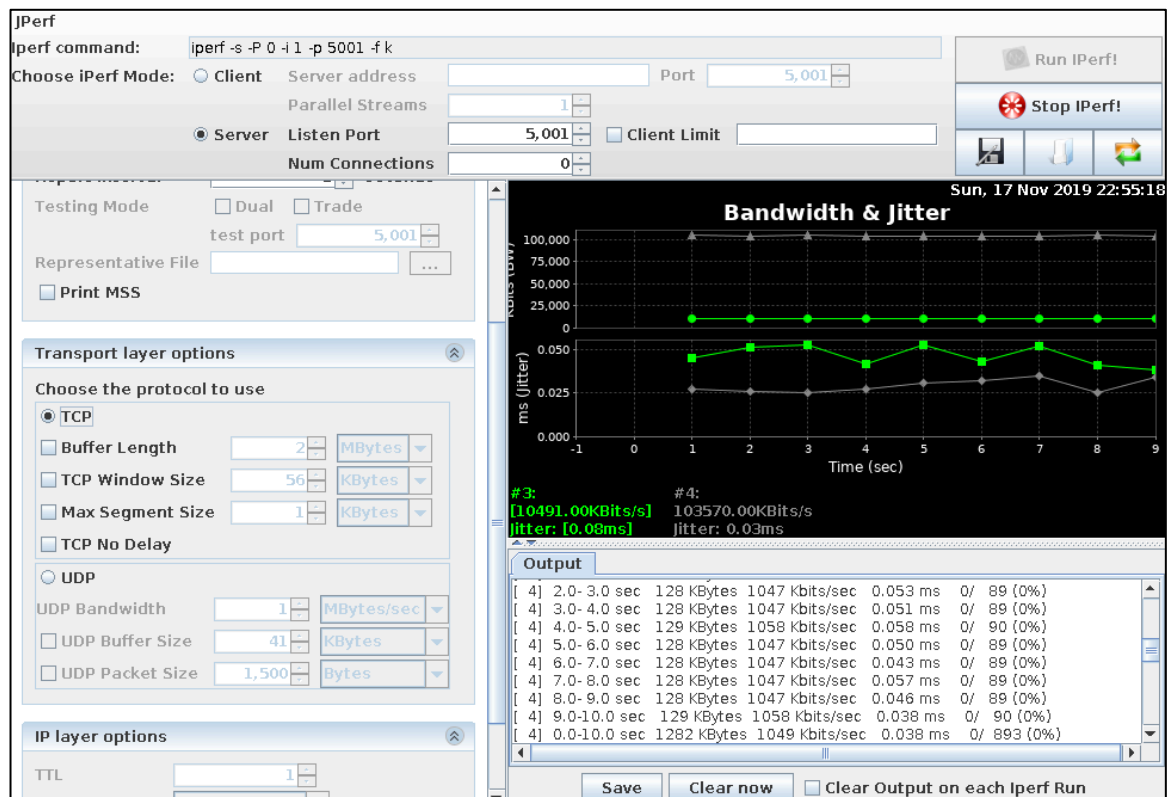 JPerf
Iperf command: iperf -s -P 0 -i 1 -p 5001 -f k
Choose iPerf Mode: Client Server address Port 5,001
Parallel Streams 1
Server Listen Port 5,001 Client Limit
Num Connections 0
Run IPerf!
Stop IPerf!
Testing Mode Dual Trade
test port 5,001
Representative File ...
Print MSS
Transport layer options
Choose the protocol to use
TCP
Buffer Length 2 MBytes
TCP Window Size 56 KBytes
Max Segment Size 1 KBytes
TCP No Delay
UDP
UDP Bandwidth 1 MBytes/sec
UDP Buffer Size 41 KBytes
UDP Packet Size 1,500 Bytes
IP layer options
TTL 1
Sun, 17 Nov 2019 22:55:18
Bandwidth & Jitter
KBits (BW)
100,000
75,000
50,000
25,000
0
ms (Jitter)
0.050
0.025
0.000
-1 0 1 2 3 4 5 6 7 8 9
Time (sec)
#3: #4:
[10491.00KBits/s] 103570.00KBits/s
Jitter: [0.08ms] Jitter: 0.03ms
Output
[ 4] 2.0- 3.0 sec 128 KBytes 1047 Kbits/sec 0.053 ms 0/ 89 (0%)
[ 4] 3.0- 4.0 sec 128 KBytes 1047 Kbits/sec 0.051 ms 0/ 89 (0%)
[ 4] 4.0- 5.0 sec 129 KBytes 1058 Kbits/sec 0.058 ms 0/ 90 (0%)
[ 4] 5.0- 6.0 sec 128 KBytes 1047 Kbits/sec 0.050 ms 0/ 89 (0%)
[ 4] 6.0- 7.0 sec 128 KBytes 1047 Kbits/sec 0.043 ms 0/ 89 (0%)
[ 4] 7.0- 8.0 sec 128 KBytes 1047 Kbits/sec 0.057 ms 0/ 89 (0%)
[ 4] 8.0- 9.0 sec 128 KBytes 1047 Kbits/sec 0.046 ms 0/ 89 (0%)
[ 4] 9.0-10.0 sec 129 KBytes 1058 Kbits/sec 0.038 ms 0/ 90 (0%)
[ 4] 0.0-10.0 sec 1282 KBytes 1049 Kbits/sec 0.038 ms 0/ 893 (0%)
Save Clear now Clear Output on each Iperf Run